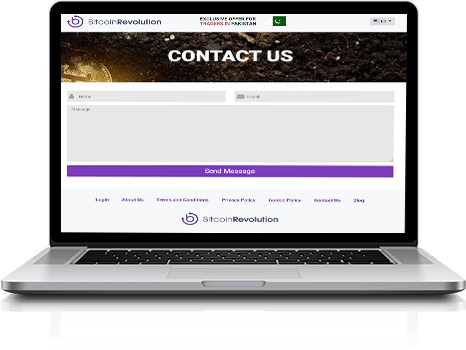 BitcoinRevolution
EXCLUSIVE OFFER FOR
TRADERS IN PAKISTAN
CONTACT US
Name
Email
Message
Send Message
Login About Us Terms and Conditions Privacy Policy Cookie Policy Contact Us Blog
BitcoinRevolution